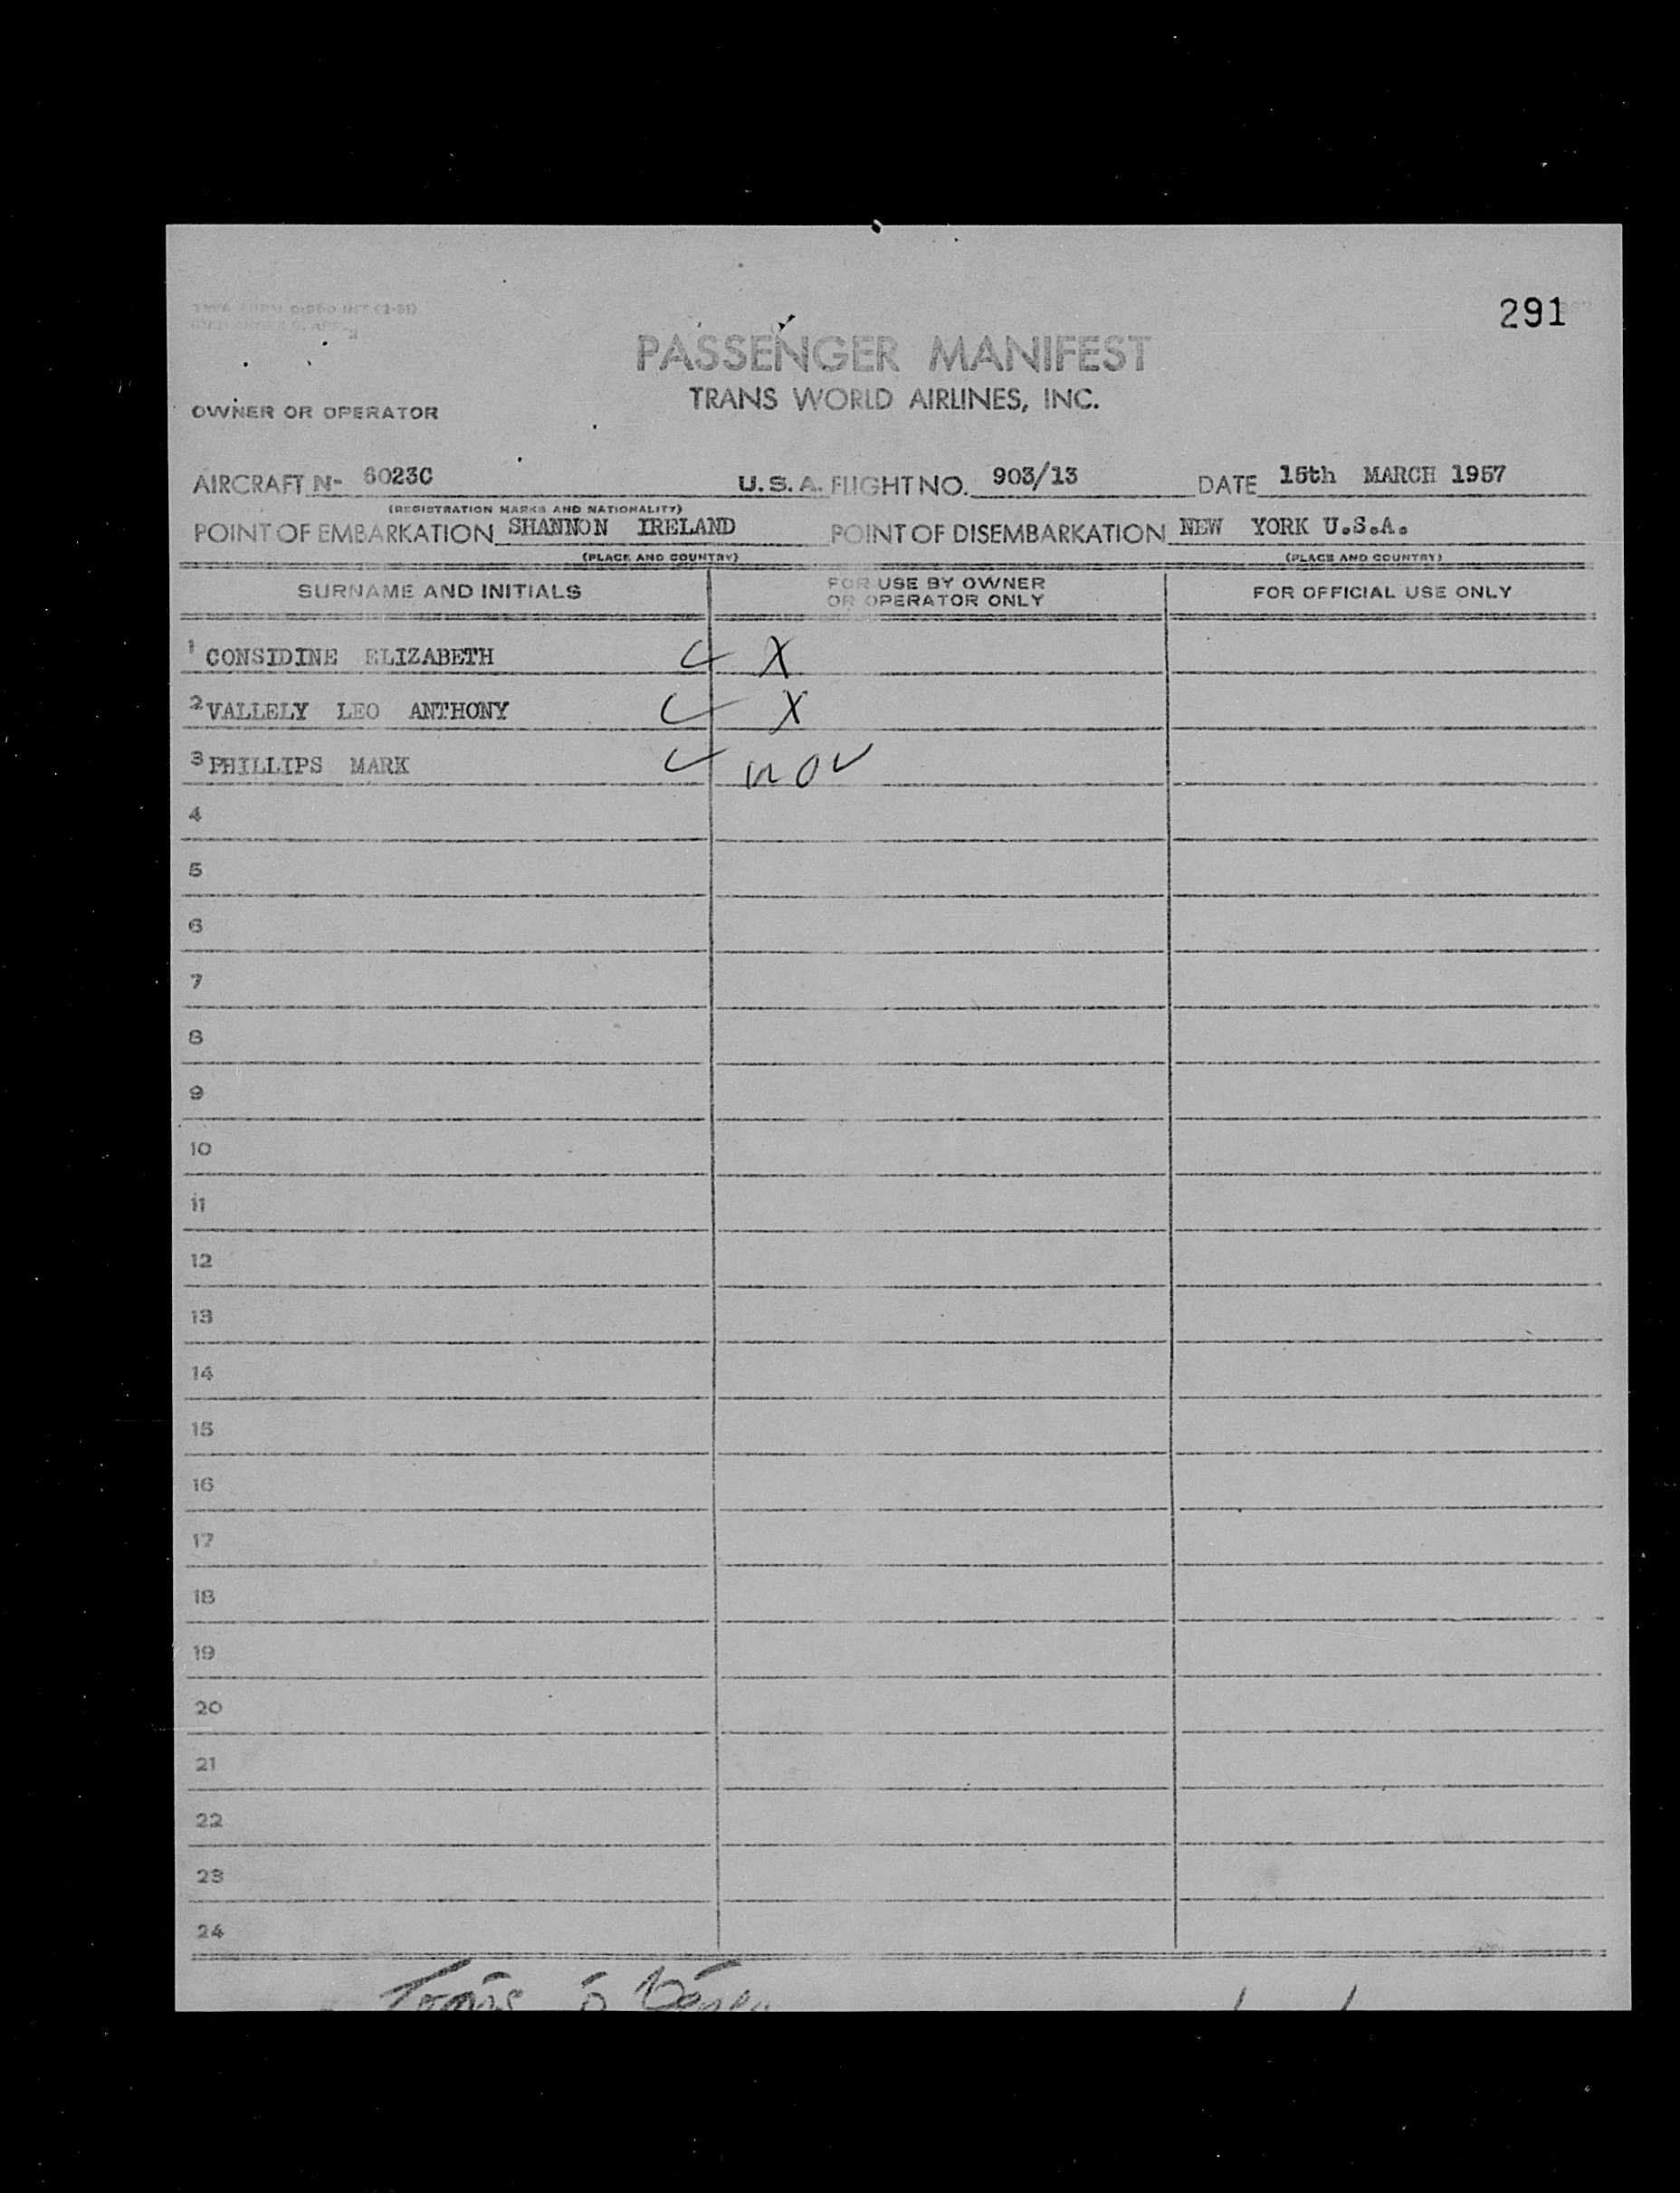 291
PASSENGER MANIFEST
TRANS WORLD AIRLINES, INC.
OWNER OR OPERATOR
AIRCRAFT N- 6023C U.S.A. FLIGHT NO. 903/13 DATE 15th MARCH 1957
(REGISTRATION MARKS AND NATIONALITY)
POINT OF EMBARKATION SHANNON IRELAND POINT OF DISEMBARKATION NEW YORK U.S.A.
(PLACE AND COUNTRY) (PLACE AND COUNTRY)
SURNAME AND INITIALS FOR USE BY OWNER OR OPERATOR ONLY FOR OFFICIAL USE ONLY
1 CONSIDINE ELIZABETH X
2 VALLELY LEO ANTHONY X
3 PHILLIPS MARK
4
5
6
7
8
9
10
11
12
13
14
15
16
17
18
19
20
21
22
23
24